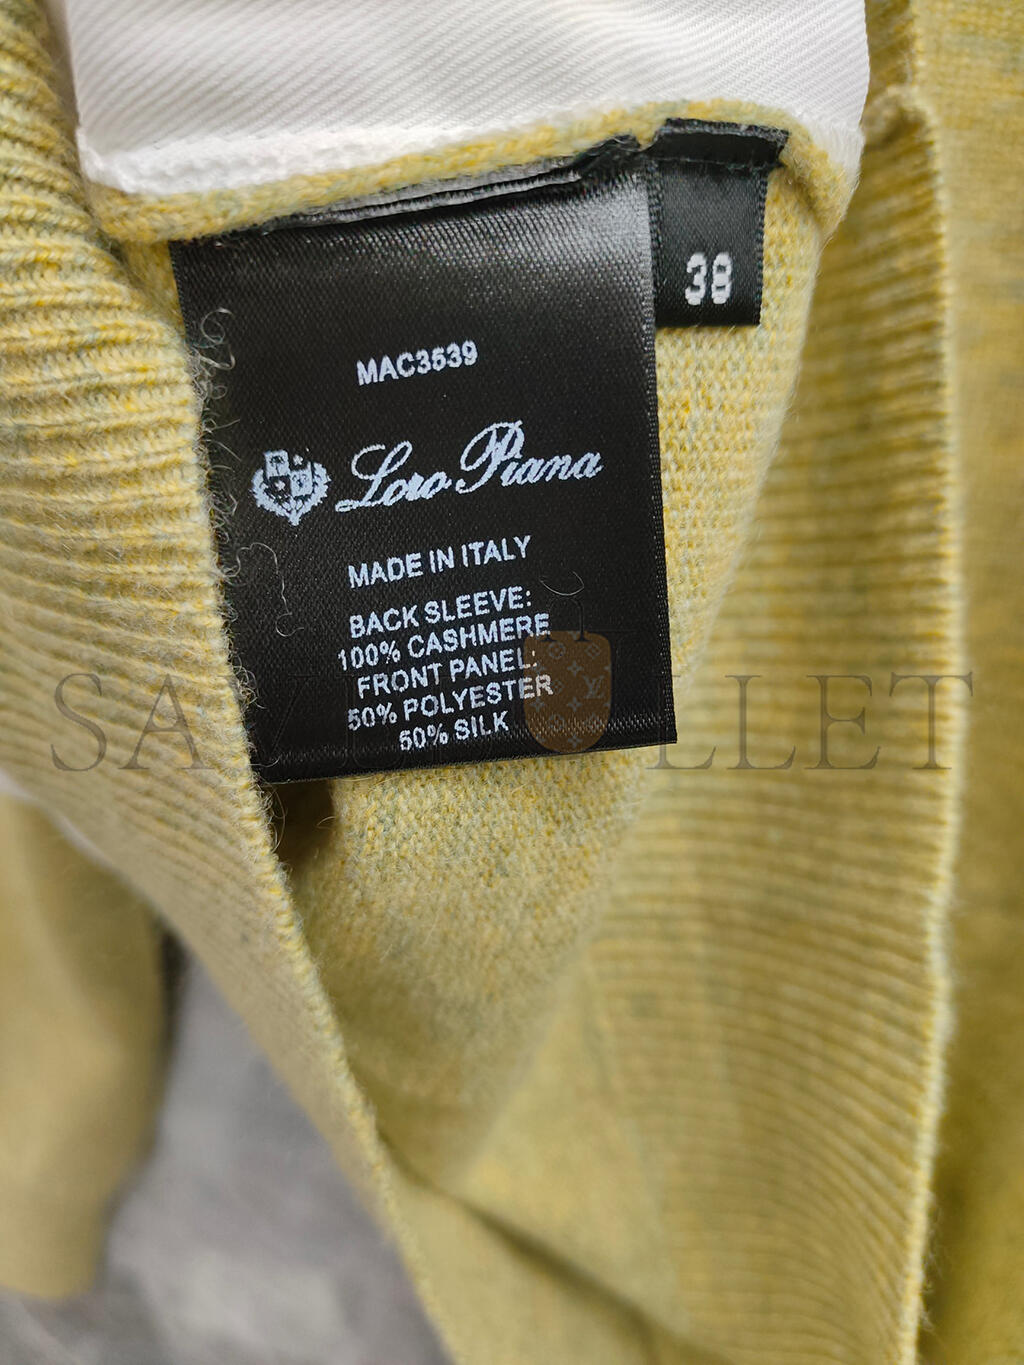 38
MAC3539
Loro Piana
MADE IN ITALY
BACK SLEEVE:
100% CASHMERE
FRONT PANEL:
50% POLYESTER
50% SILK